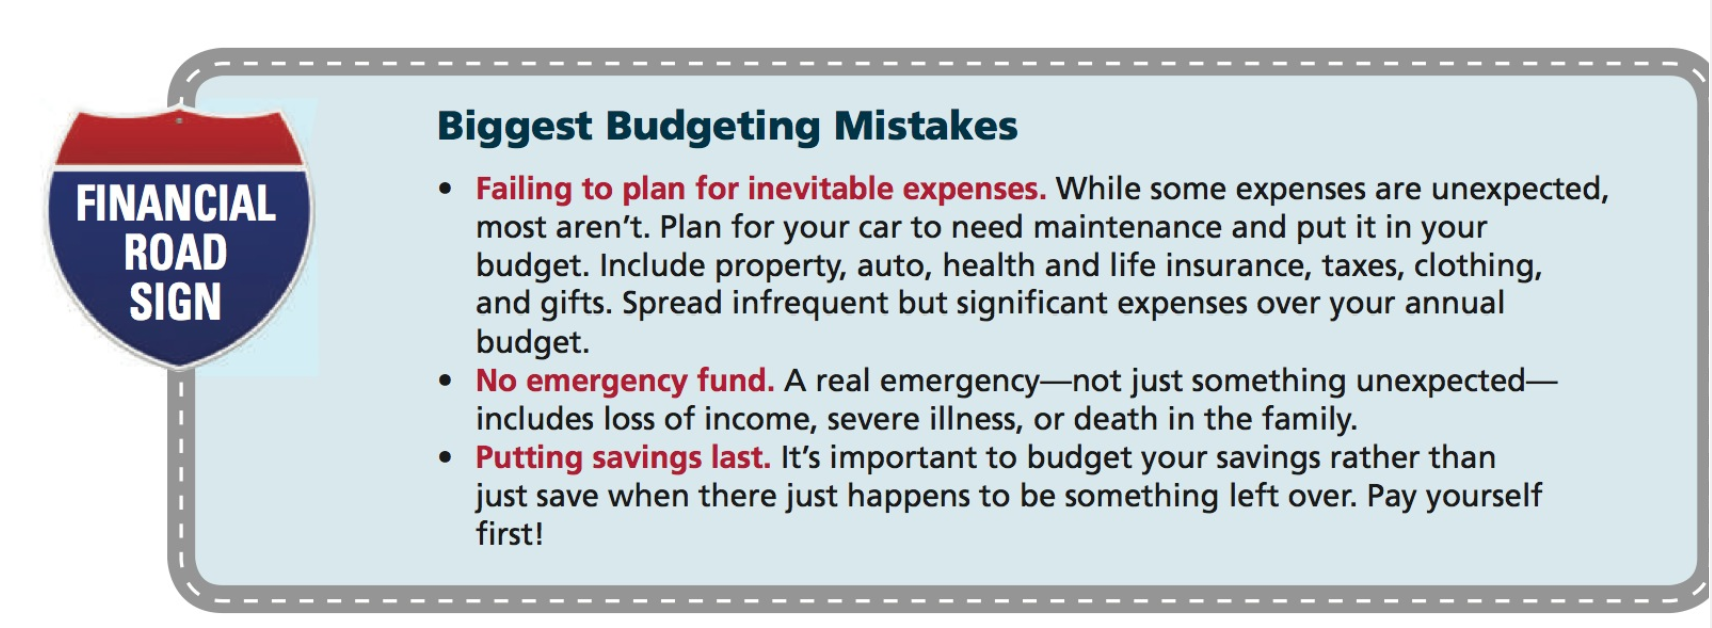 FINANCIAL
ROAD
SIGN
Biggest Budgeting Mistakes
• Failing to plan for inevitable expenses. While some expenses are unexpected,
most aren’t. Plan for your car to need maintenance and put it in your
budget. Include property, auto, health and life insurance, taxes, clothing,
and gifts. Spread infrequent but significant expenses over your annual
budget.
• No emergency fund. A real emergency—not just something unexpected—
includes loss of income, severe illness, or death in the family.
• Putting savings last. It’s important to budget your savings rather than
just save when there just happens to be something left over. Pay yourself
first!